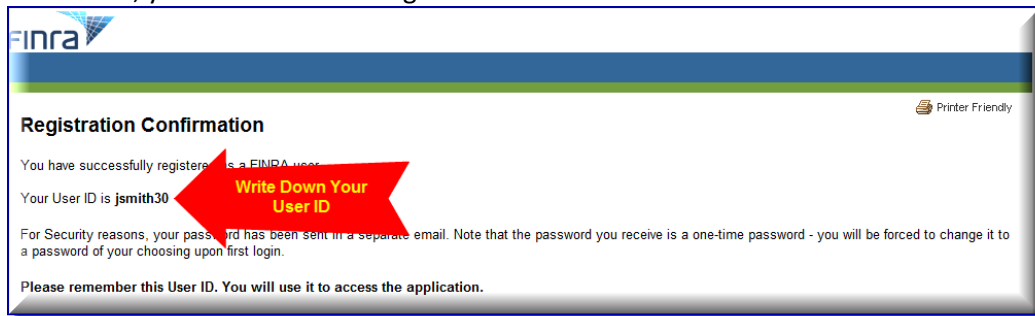 Finra
Printer Friendly
Registration Confirmation
You have successfully registered as a FINRA user
Your User ID is jsmith30
Write Down Your
User ID
For Security reasons, your password has been sent in a separate email. Note that the password you receive is a one-time password - you will be forced to change it to
a password of your choosing upon first login.
Please remember this User ID. You will use it to access the application.